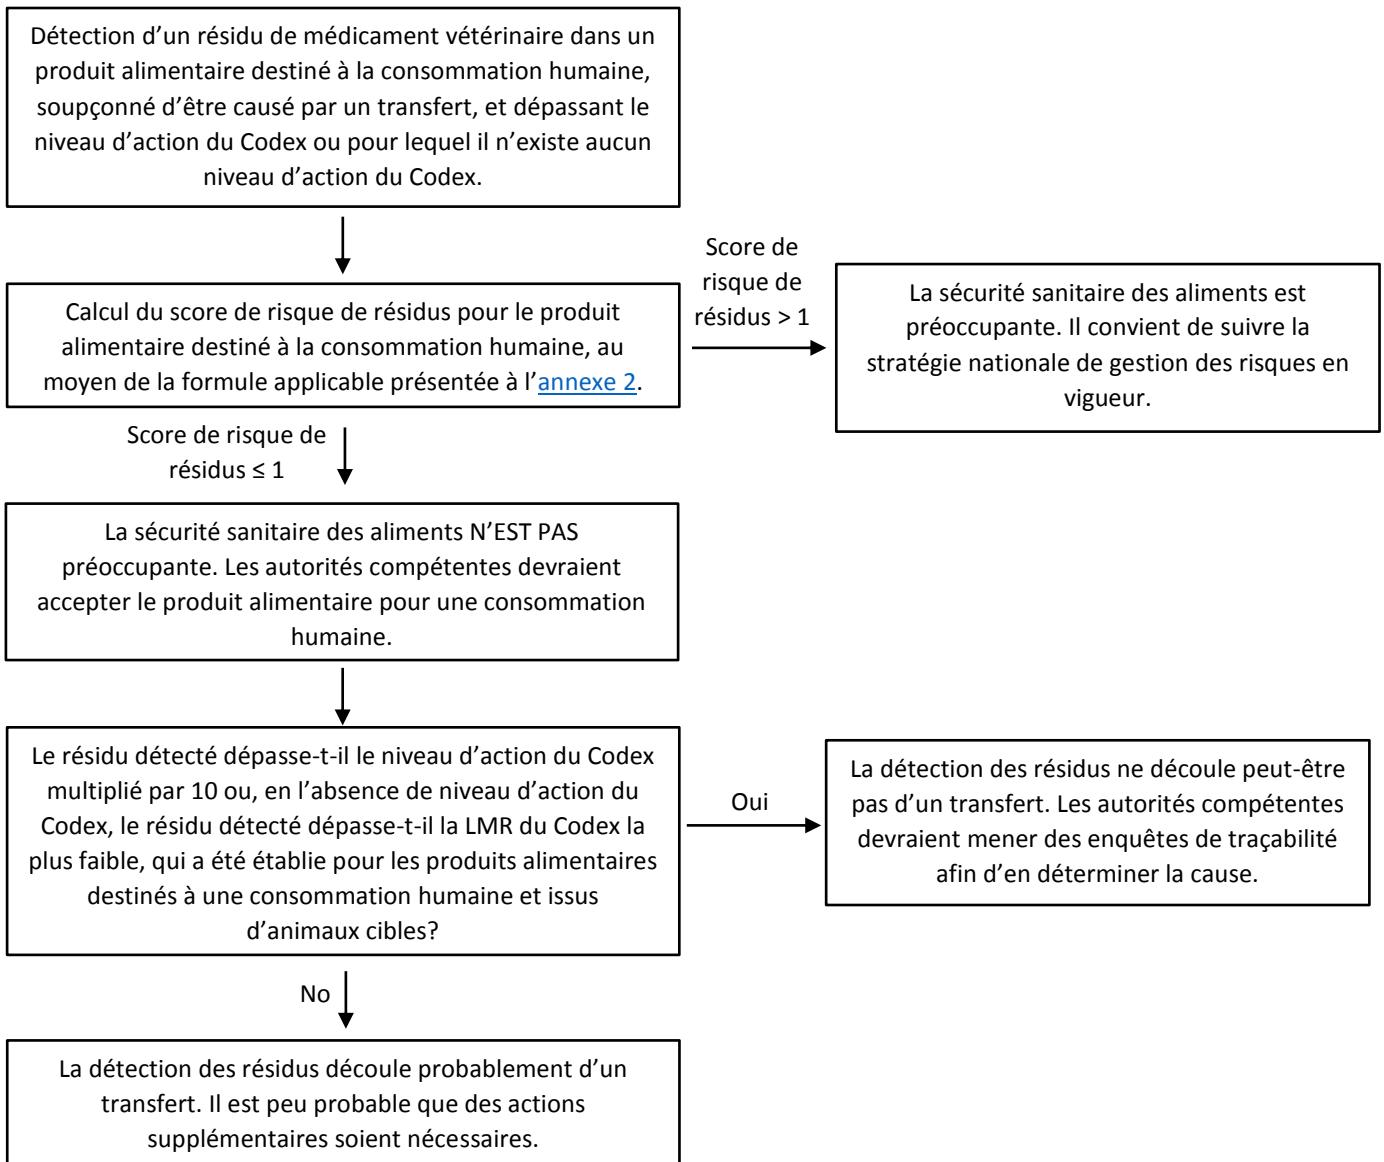 Détection d’un résidu de médicament vétérinaire dans un
produit alimentaire destiné à la consommation humaine,
soupçonné d’être causé par un transfert, et dépassant le
niveau d’action du Codex ou pour lequel il n’existe aucun
niveau d’action du Codex.
Score de
risque de
résidus > 1
Calcul du score de risque de résidus pour le produit
alimentaire destiné à la consommation humaine, au
moyen de la formule applicable présentée à l’annexe 2.
La sécurité sanitaire des aliments est
préoccupante. Il convient de suivre la
stratégie nationale de gestion des risques en
vigueur.
Score de risque de
résidus ≤ 1
La sécurité sanitaire des aliments N’EST PAS
préoccupante. Les autorités compétentes devraient
accepter le produit alimentaire pour une consommation
humaine.
Le résidu détecté dépasse-t-il le niveau d’action du Codex
multiplié par 10 ou, en l’absence de niveau d’action du
Codex, le résidu détecté dépasse-t-il la LMR du Codex la
plus faible, qui a été établie pour les produits alimentaires
destinés à une consommation humaine et issus
d’animaux cibles?
Oui
La détection des résidus ne découle peut-être
pas d’un transfert. Les autorités compétentes
devraient mener des enquêtes de traçabilité
afin d’en déterminer la cause.
No
La détection des résidus découle probablement d’un
transfert. Il est peu probable que des actions
supplémentaires soient nécessaires.